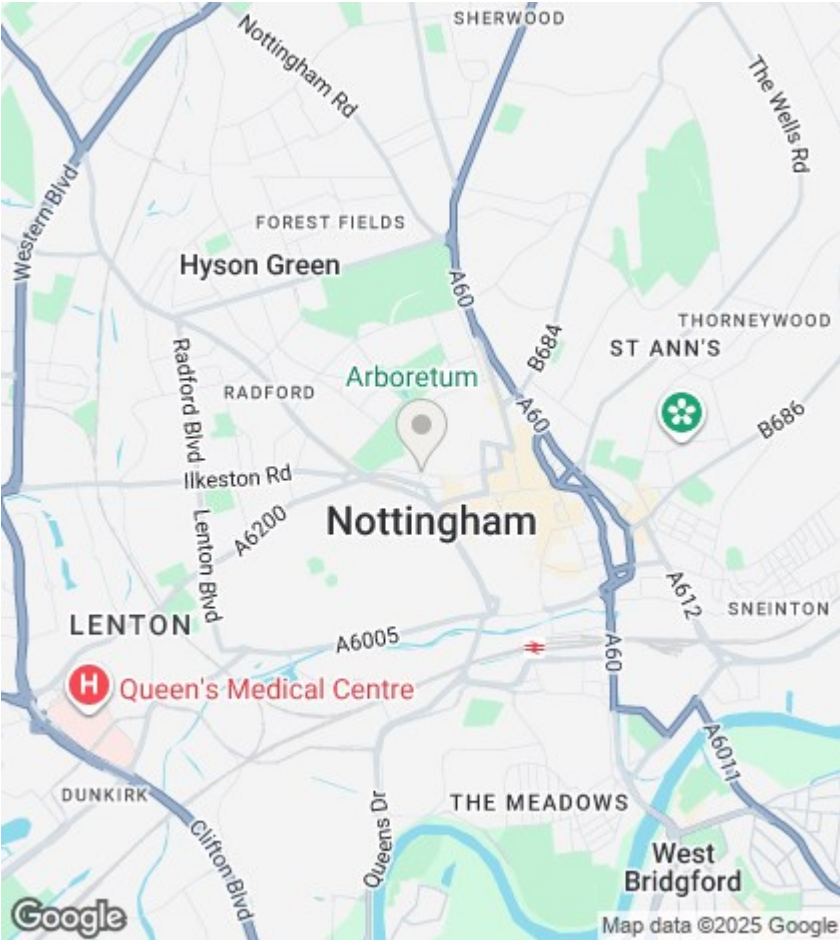 SHERWOOD
Nottingham Rd
The Wells Rd
Western Blvd
FOREST FIELDS
Hyson Green
A60
THORNEYWOOD
ST ANN'S
B684
Radford Blvd
Arboretum
RADFORD
A60
B686
Ilkeston Rd
Nottingham
A6200
Lenton Blvd
A612
SNEINTON
LENTON
A6005
A60
H
Queen's Medical Centre
A6011
DUNKIRK
THE MEADOWS
Queens Dr
Clifton Blvd
West
Bridgford
Google
Map data ©2025 Google